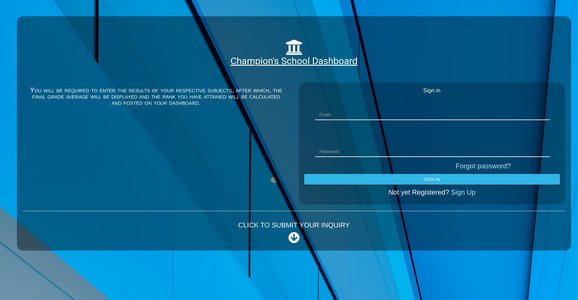 Champion's School Dashboard
You will be required to enter the results of your respective subjects, after which, the
final grade average will be displayed and the rank you have attained will be calculated
and posted on your dashboard.
Sign in
Email...
Password
Forgot password?
SIGN IN
Not yet Registered? Sign Up
CLICK TO SUBMIT YOUR INQUIRY